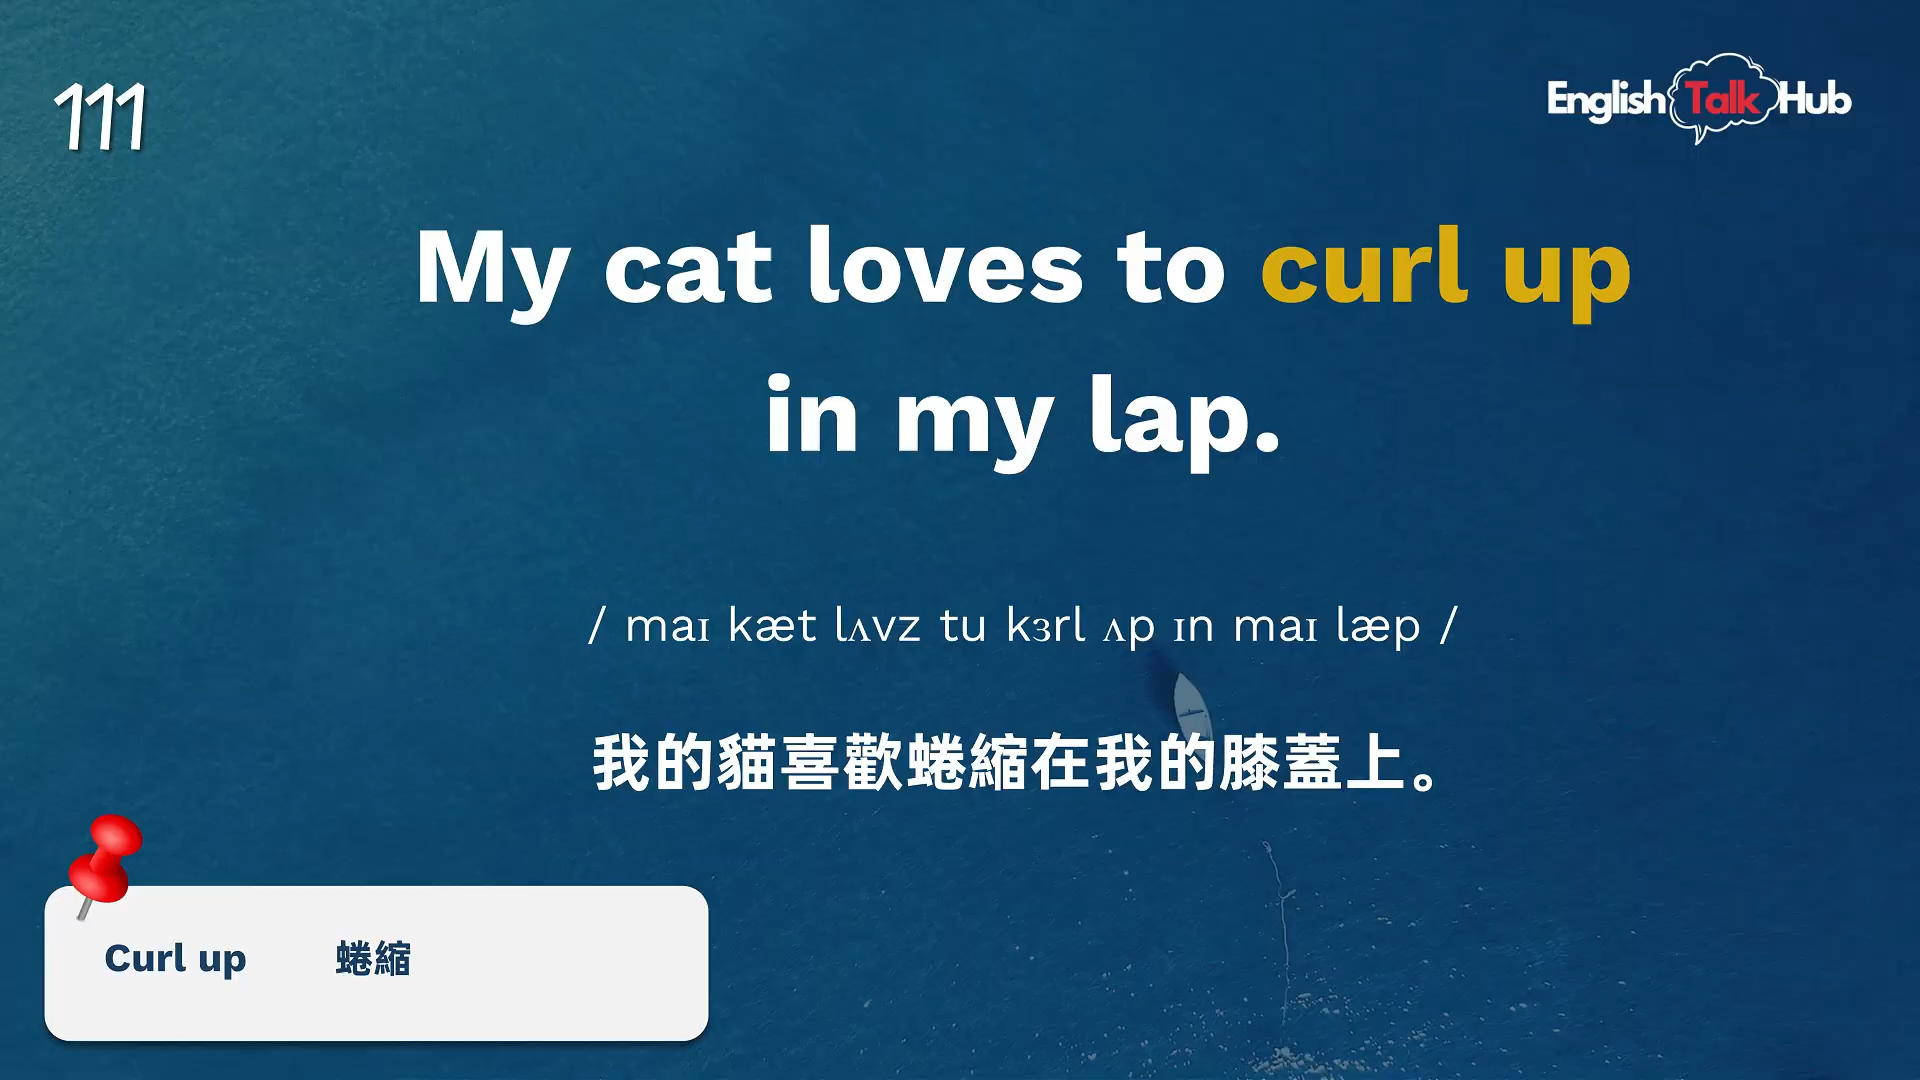 111
English Talk Hub
My cat loves to curl up
in my lap.
/ maɪ kæt lʌvz tu kɜrl ʌp ɪn maɪ læp /
我的貓喜歡蜷縮在我的膝蓋上。
Curl up 蜷縮